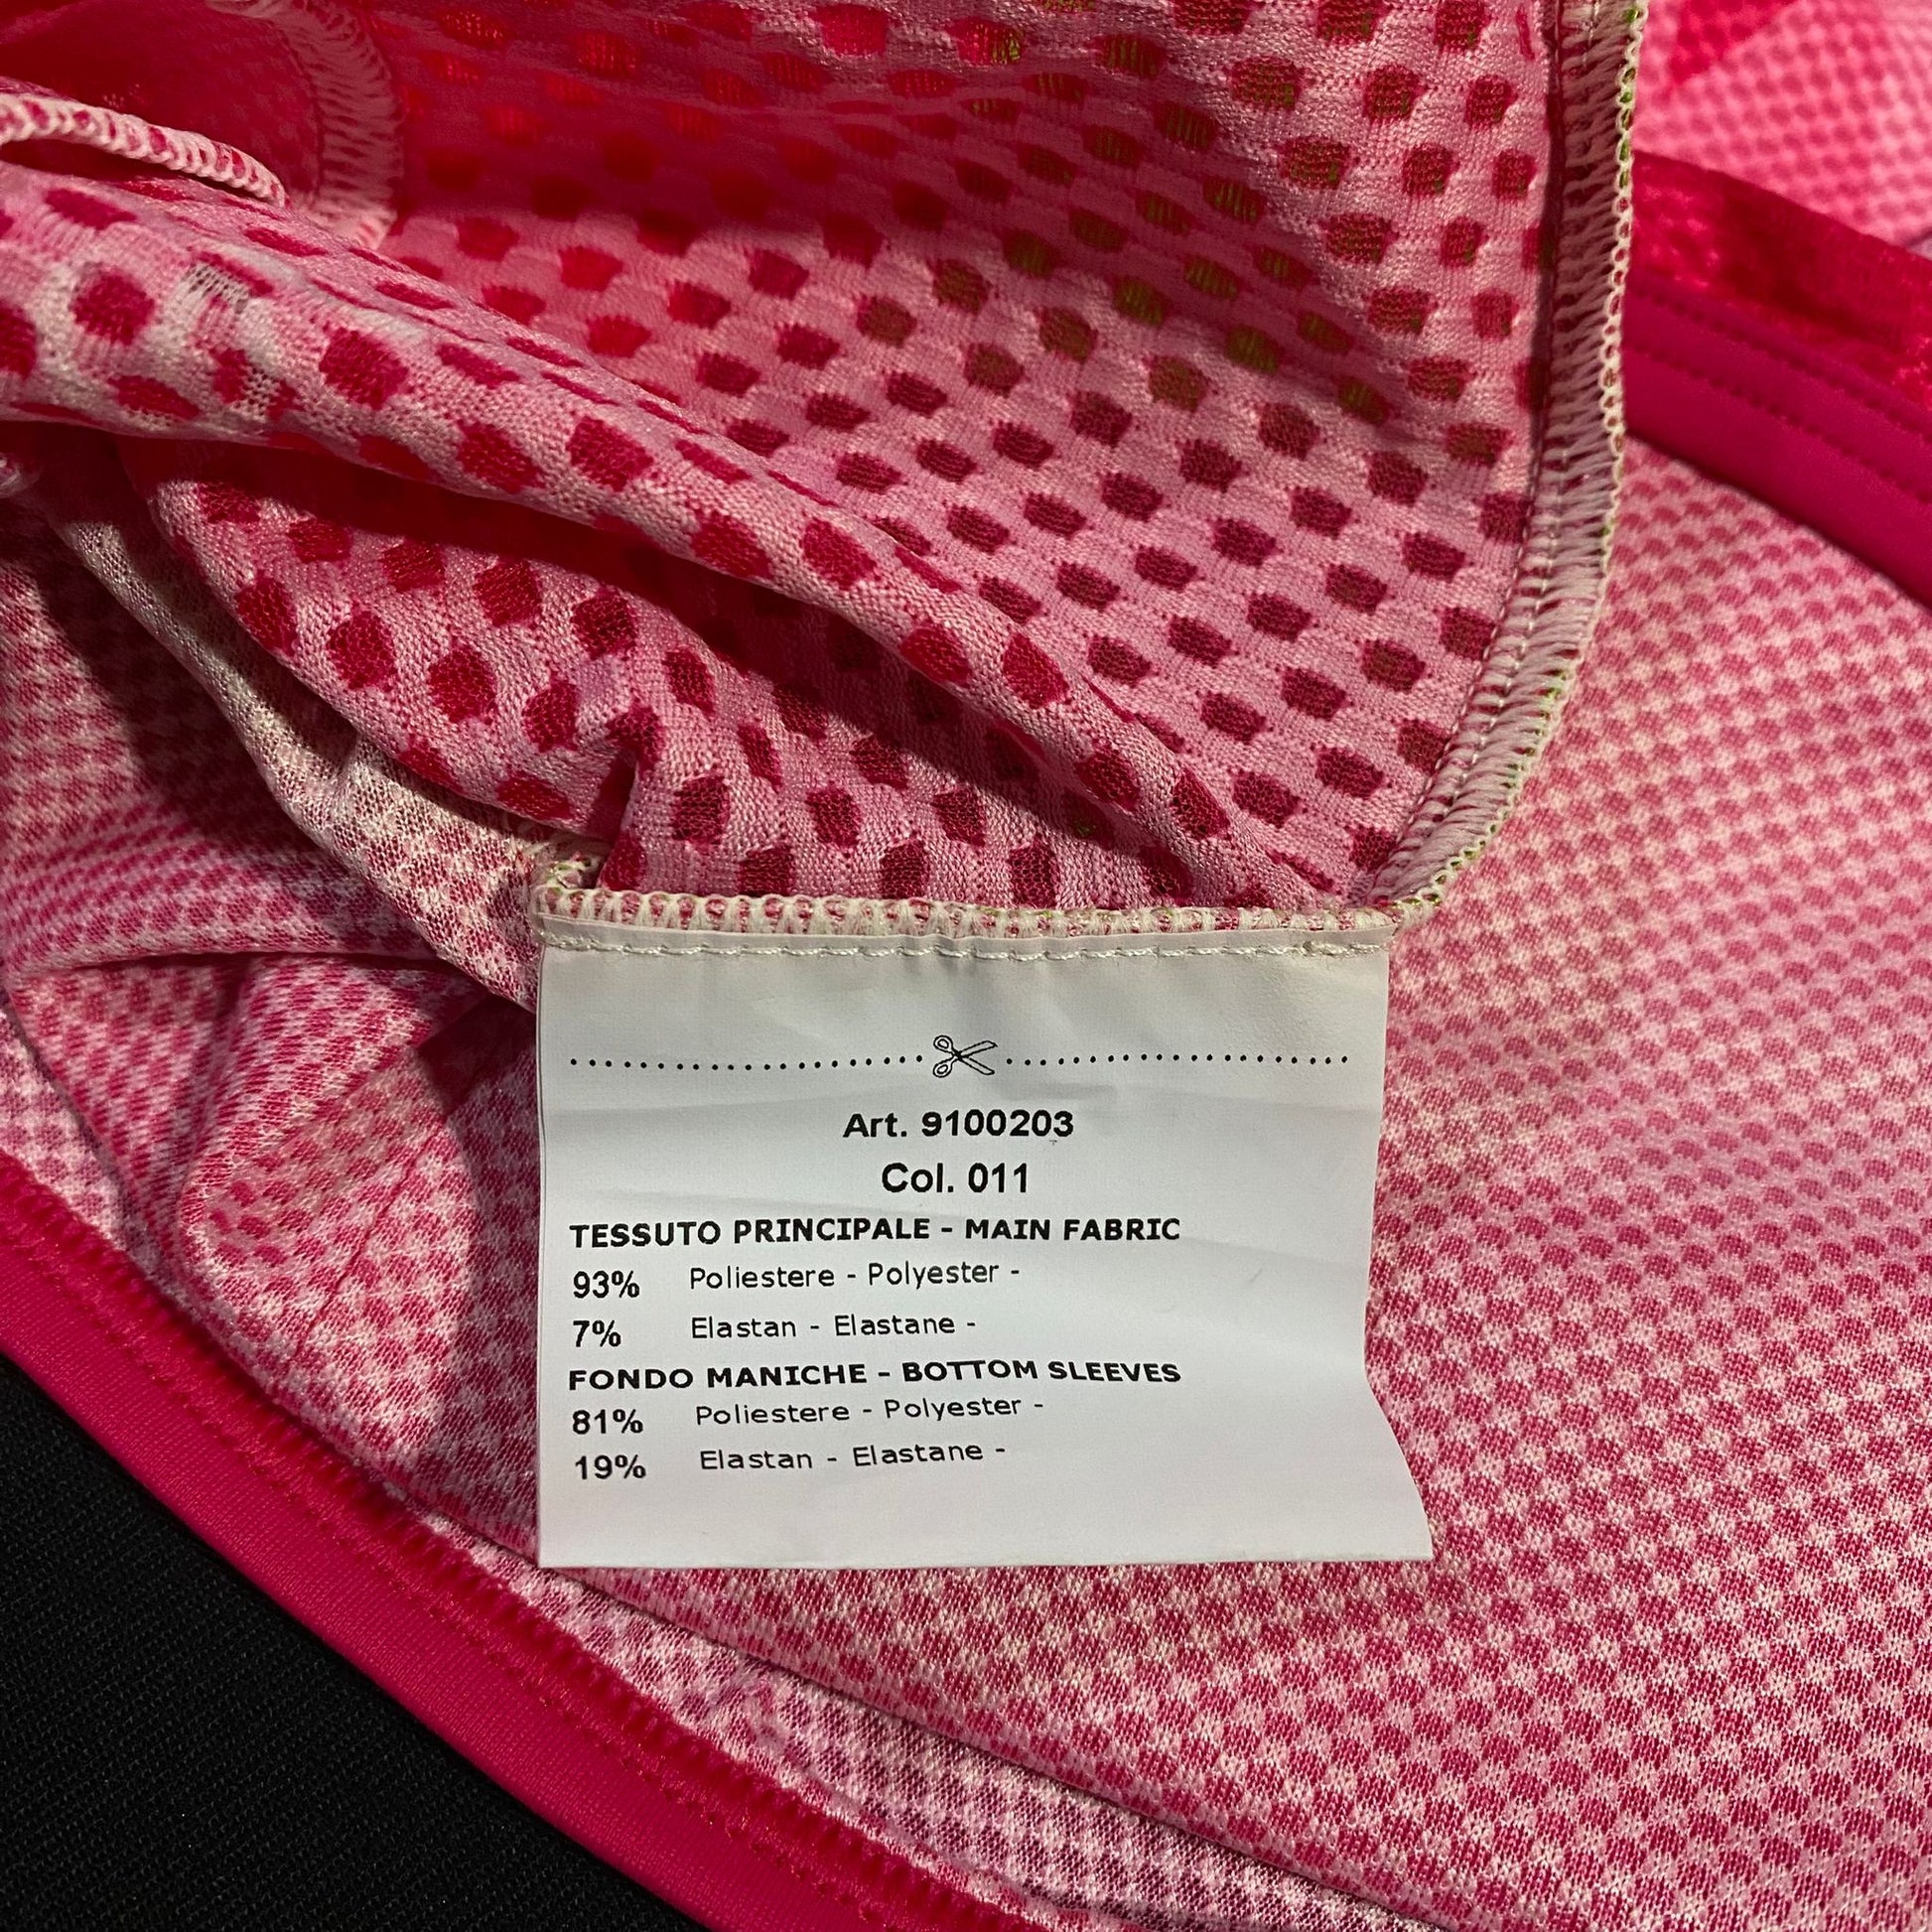 Art. 9100203
Col. 011
TESSUTO PRINCIPALE - MAIN FABRIC
93% Poliestere - Polyester -
7% Elastan - Elastane -
FONDO MANICHE - BOTTOM SLEEVES
81% Poliestere - Polyester -
19% Elastan - Elastane -